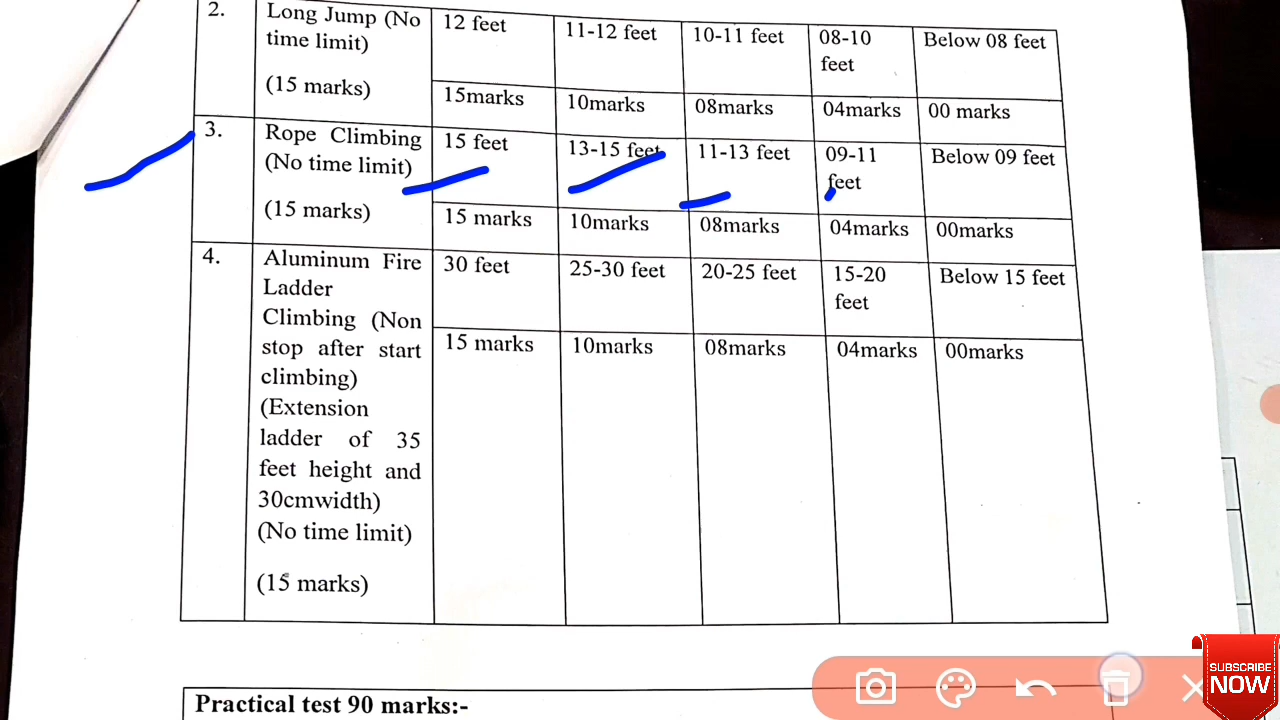 2.
Long Jump (No
time limit)
(15 marks)
12 feet
11-12 feet
10-11 feet
08-10
feet
Below 08 feet
15marks
10marks
08marks
04marks
00 marks
3.
Rope Climbing
(No time limit)
(15 marks)
15 feet
13-15 feet
11-13 feet
09-11
feet
Below 09 feet
15 marks
10marks
08marks
04marks
00marks
4.
Aluminum Fire
Ladder
Climbing (Non
stop after start
climbing)
(Extension
ladder of 35
feet height and
30cmwidth)
(No time limit)
(15 marks)
30 feet
25-30 feet
20-25 feet
15-20
feet
Below 15 feet
15 marks
10marks
08marks
04marks
00marks
Practical test 90 marks:-
SUBSCRIBE
NOW